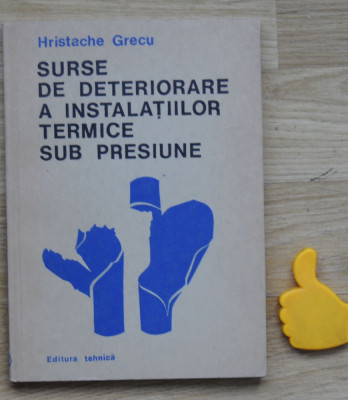 Hristache Grecu
SURSE
DE DETERIORARE
A INSTALAȚIILOR
TERMICE
SUB PRESIUNE
Editura tehnică